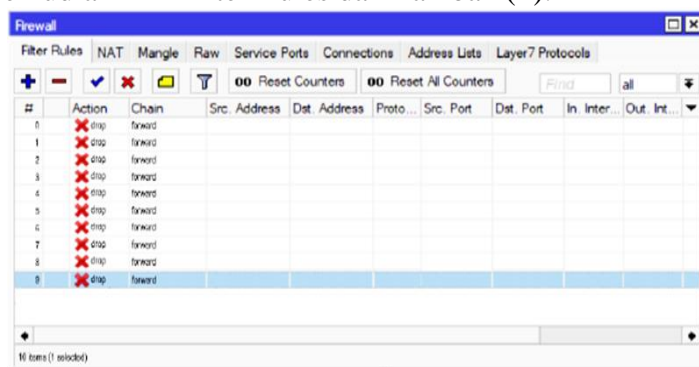 Firewall
Filter Rules NAT Mangle Raw Service Ports Connections Address Lists Layer7 Protocols
00 Reset Counters 00 Reset All Counters Find all
# Action Chain Src. Address Dst. Address Proto... Src. Port Dst. Port In. Inter... Out. Int...
0 drop forward
1 drop forward
2 drop forward
3 drop forward
4 drop forward
5 drop forward
6 drop forward
7 drop forward
8 drop forward
9 drop forward
10 items (1 selected)